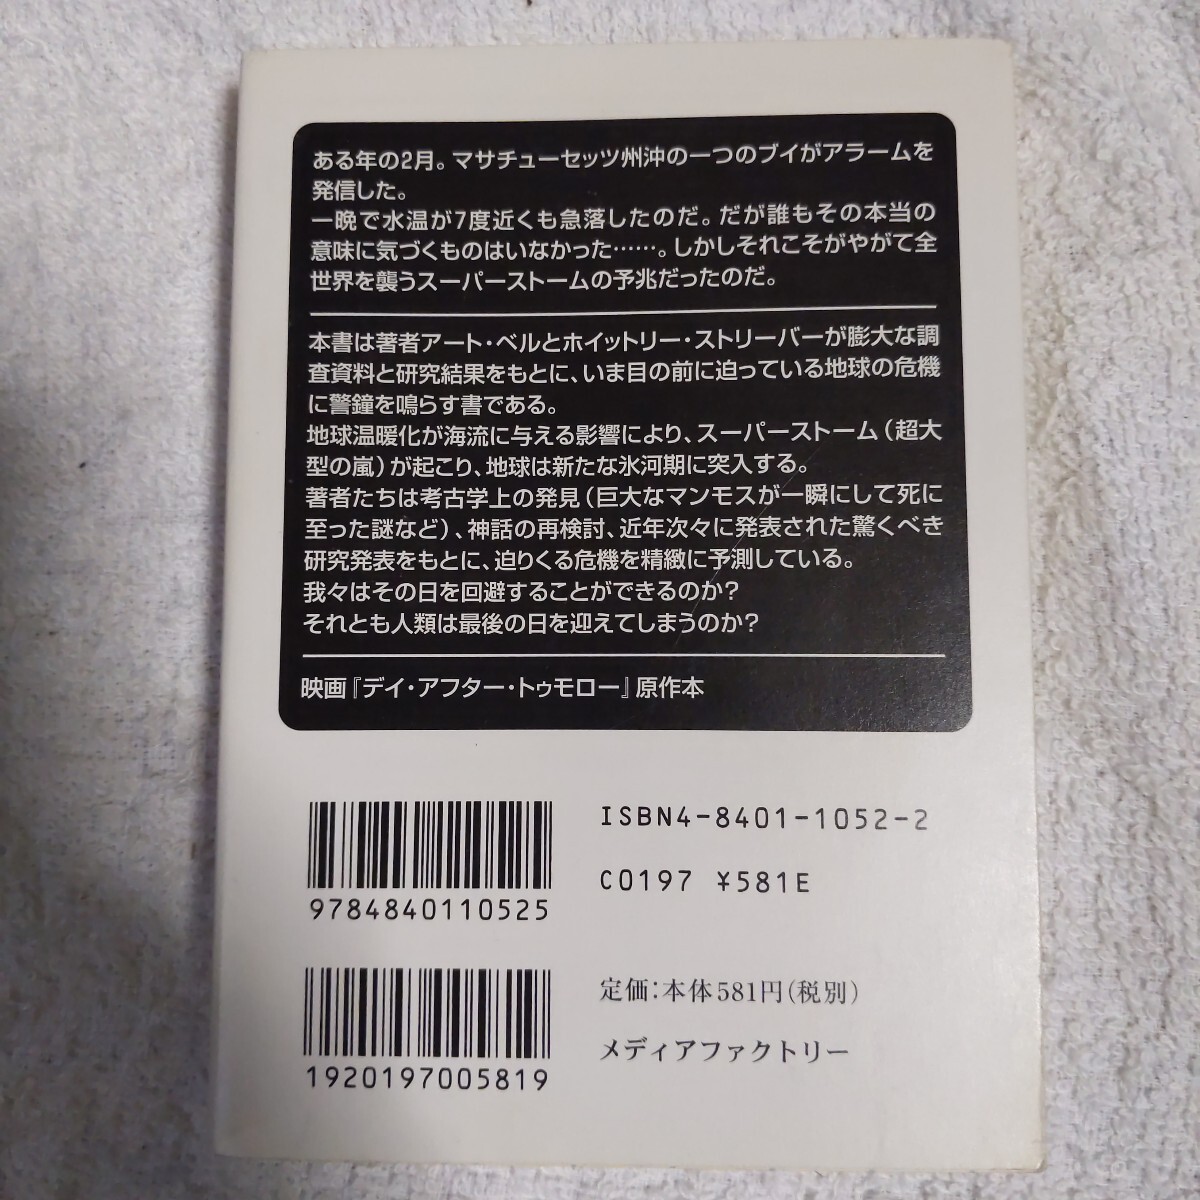 ある年の2月。マサチューセッツ州沖の一つのブイがアラームを
発信した。
一晩で水温が7度近くも急落したのだ。だが誰もその本当の
意味に気づくものはいなかった……。しかしそれこそがやがて全
世界を襲うスーパーストームの予兆だったのだ。
本書は著者アート・ベルとホイットリー・ストリーバーが膨大な調
査資料と研究結果をもとに、いま目の前に迫っている地球の危機
に警鐘を鳴らす書である。
地球温暖化が海流に与える影響により、スーパーストーム（超大
型の嵐）が起こり、地球は新たな氷河期に突入する。
著者たちは考古学上の発見（巨大なマンモスが一瞬にして死に
至った謎など）、神話の再検討、近年次々に発表された驚くべき
研究発表をもとに、迫りくる危機を精緻に予測している。
我々はその日を回避することができるのか？
それとも人類は最後の日を迎えてしまうのか？
映画『デイ・アフター・トゥモロー』原作本
ISBN4-8401-1052-2
C0197 ¥581E
9784840110525
定価：本体581円（税別）
メディアファクトリー
1920197005819